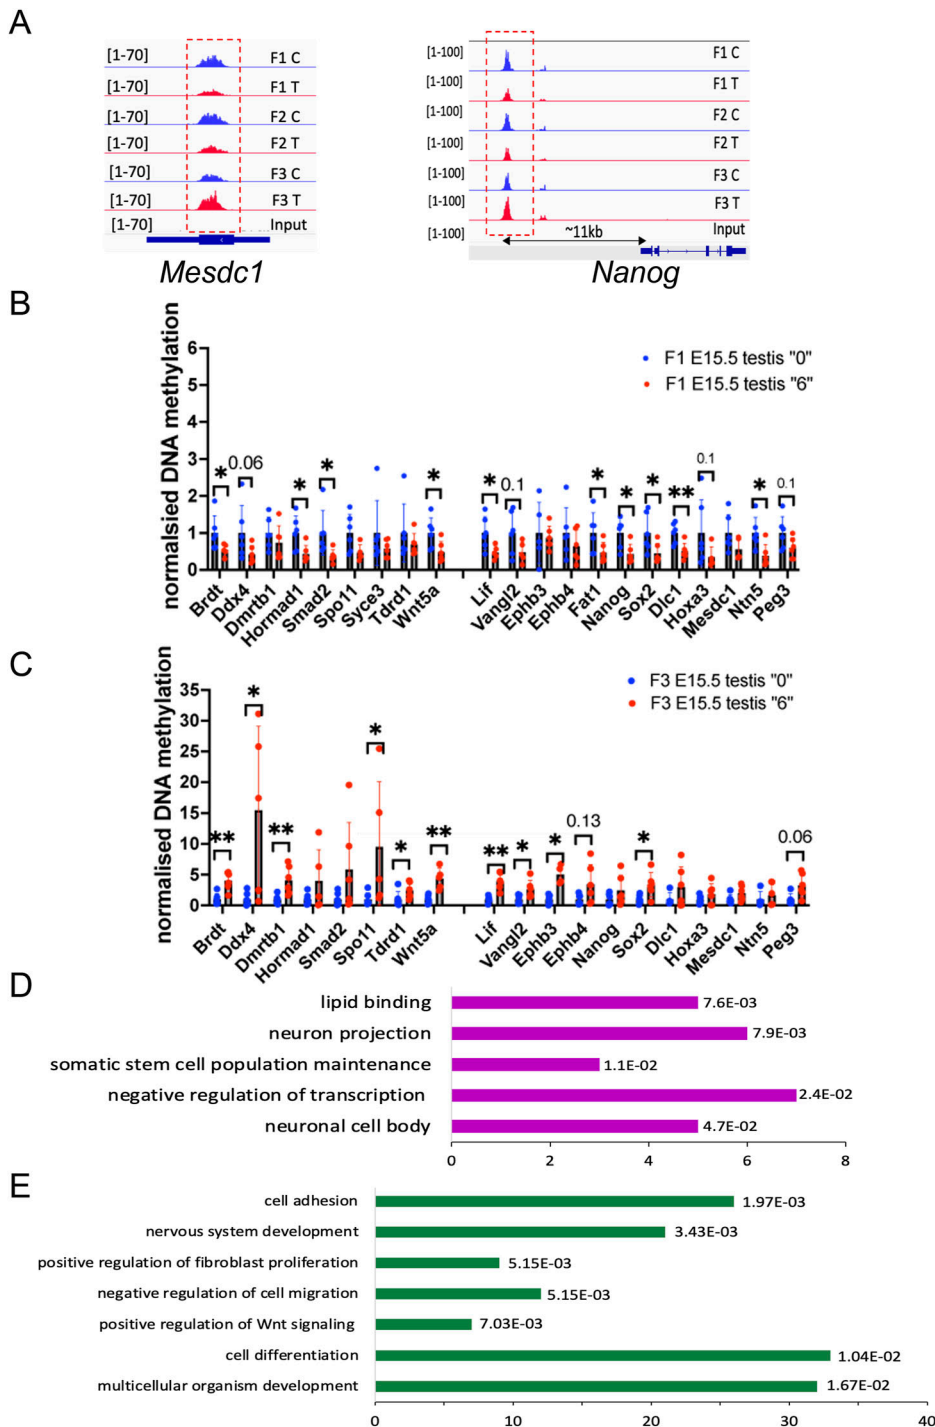 A
[1-70] F1 C
[1-70] F1 T
[1-70] F2 C
[1-70] F2 T
[1-70] F3 C
[1-70] F3 T
[1-70] Input
Mesdc1
[1-100] F1 C
[1-100] F1 T
[1-100] F2 C
[1-100] F2 T
[1-100] F3 C
[1-100] F3 T
[1-100] Input
~11kb
Nanog
B
normalsied DNA methylation
6
5
4
3
2
1
0
F1 E15.5 testis "0"
F1 E15.5 testis "6"
* 0.06 * * * * 0.1 * * * ** 0.1 * 0.1
Brdt Ddx4 Dmrtb1 Hormad1 Smad2 Spo11 Syce3 Tdrd1 Wnt5a Lif Vangl2 Ephb3 Ephb4 Fat1 Nanog Sox2 Dlc1 Hoxa3 Mesdc1 Ntn5 Peg3
C
normalised DNA methylation
35
30
25
20
15
10
5
0
F3 E15.5 testis "0"
F3 E15.5 testis "6"
** * ** * * ** ** * * 0.13 * 0.06
Brdt Ddx4 Dmrtb1 Hormad1 Smad2 Spo11 Tdrd1 Wnt5a Lif Vangl2 Ephb3 Ephb4 Nanog Sox2 Dlc1 Hoxa3 Mesdc1 Ntn5 Peg3
D
lipid binding 7.6E-03
neuron projection 7.9E-03
somatic stem cell population maintenance 1.1E-02
negative regulation of transcription 2.4E-02
neuronal cell body 4.7E-02
0 2 4 6 8
E
cell adhesion 1.97E-03
nervous system development 3.43E-03
positive regulation of fibroblast proliferation 5.15E-03
negative regulation of cell migration 5.15E-03
positive regulation of Wnt signaling 7.03E-03
cell differentiation 1.04E-02
multicellular organism development 1.67E-02
0 10 20 30 40